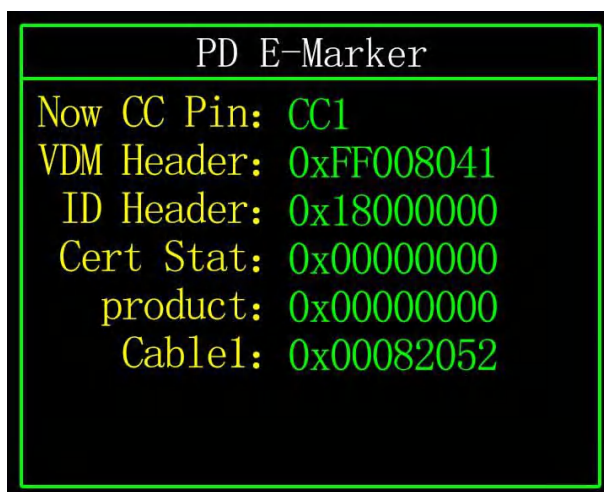 PD E-Marker
Now CC Pin: CC1
VDM Header: 0xFF008041
ID Header: 0x18000000
Cert Stat: 0x00000000
product: 0x00000000
Cable1: 0x00082052